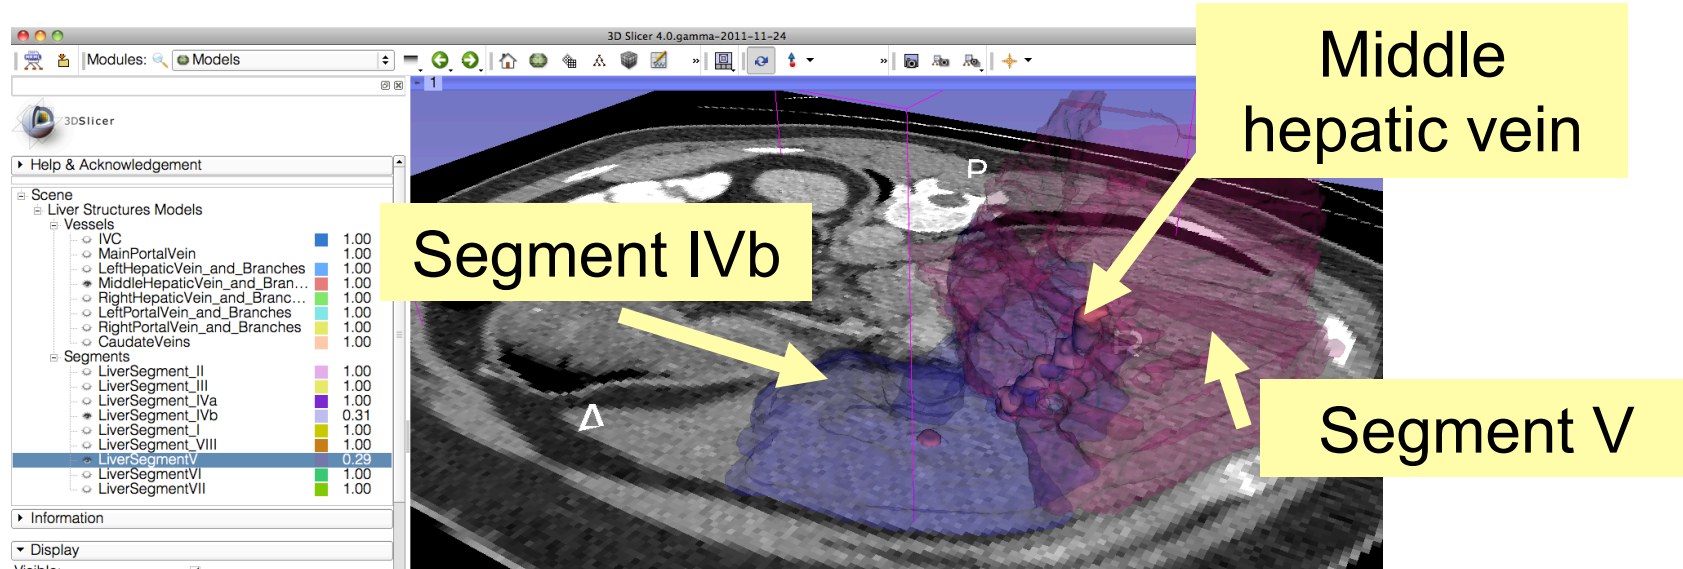 3D Slicer 4.0.gamma-2011-11-24
Modules:
Models
»
»
1
3DSlicer
Help & Acknowledgement
Scene
Liver Structures Models
Vessels
IVC 1.00
MainPortalVein 1.00
LeftHepaticVein_and_Branches 1.00
MiddleHepaticVein_and_Bran... 1.00
RightHepaticVein_and_Branc... 1.00
LeftPortalVein_and_Branches 1.00
RightPortalVein_and_Branches 1.00
CaudateVeins 1.00
Segments
LiverSegment_II 1.00
LiverSegment_III 1.00
LiverSegment_IVa 1.00
LiverSegment_IVb 0.31
LiverSegment_I 1.00
LiverSegment_VIII 1.00
LiverSegmentV 0.29
LiverSegmentVI 1.00
LiverSegmentVII 1.00
Information
Display
Visible:
Middle
hepatic vein
P
Segment IVb
R
A
Segment V